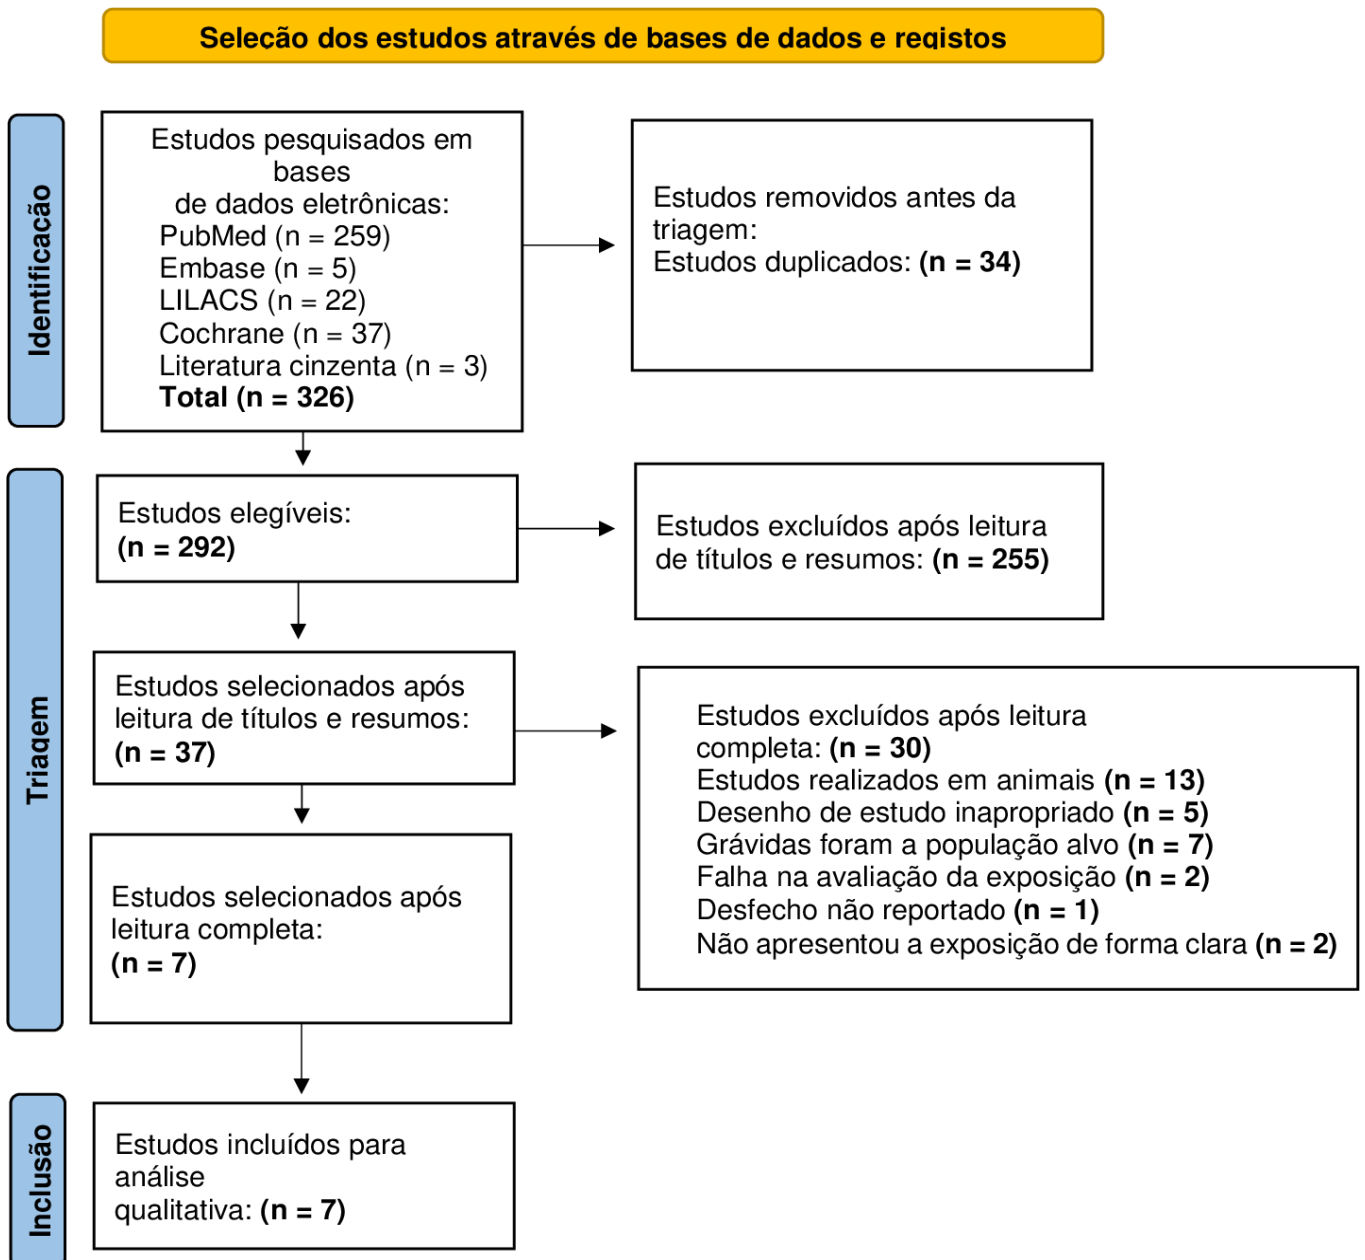 Seleção dos estudos através de bases de dados e registos
Identificação
Estudos pesquisados em
bases
de dados eletrônicas:
PubMed (n = 259)
Embase (n = 5)
LILACS (n = 22)
Cochrane (n = 37)
Literatura cinzenta (n = 3)
Total (n = 326)
Estudos removidos antes da
triagem:
Estudos duplicados: (n = 34)
Triagem
Estudos elegíveis:
(n = 292)
Estudos excluídos após leitura
de títulos e resumos: (n = 255)
Estudos selecionados após
leitura de títulos e resumos:
(n = 37)
Estudos excluídos após leitura
completa: (n = 30)
Estudos realizados em animais (n = 13)
Desenho de estudo inapropriado (n = 5)
Grávidas foram a população alvo (n = 7)
Falha na avaliação da exposição (n = 2)
Desfecho não reportado (n = 1)
Não apresentou a exposição de forma clara (n = 2)
Estudos selecionados após
leitura completa:
(n = 7)
Inclusão
Estudos incluídos para
análise
qualitativa: (n = 7)